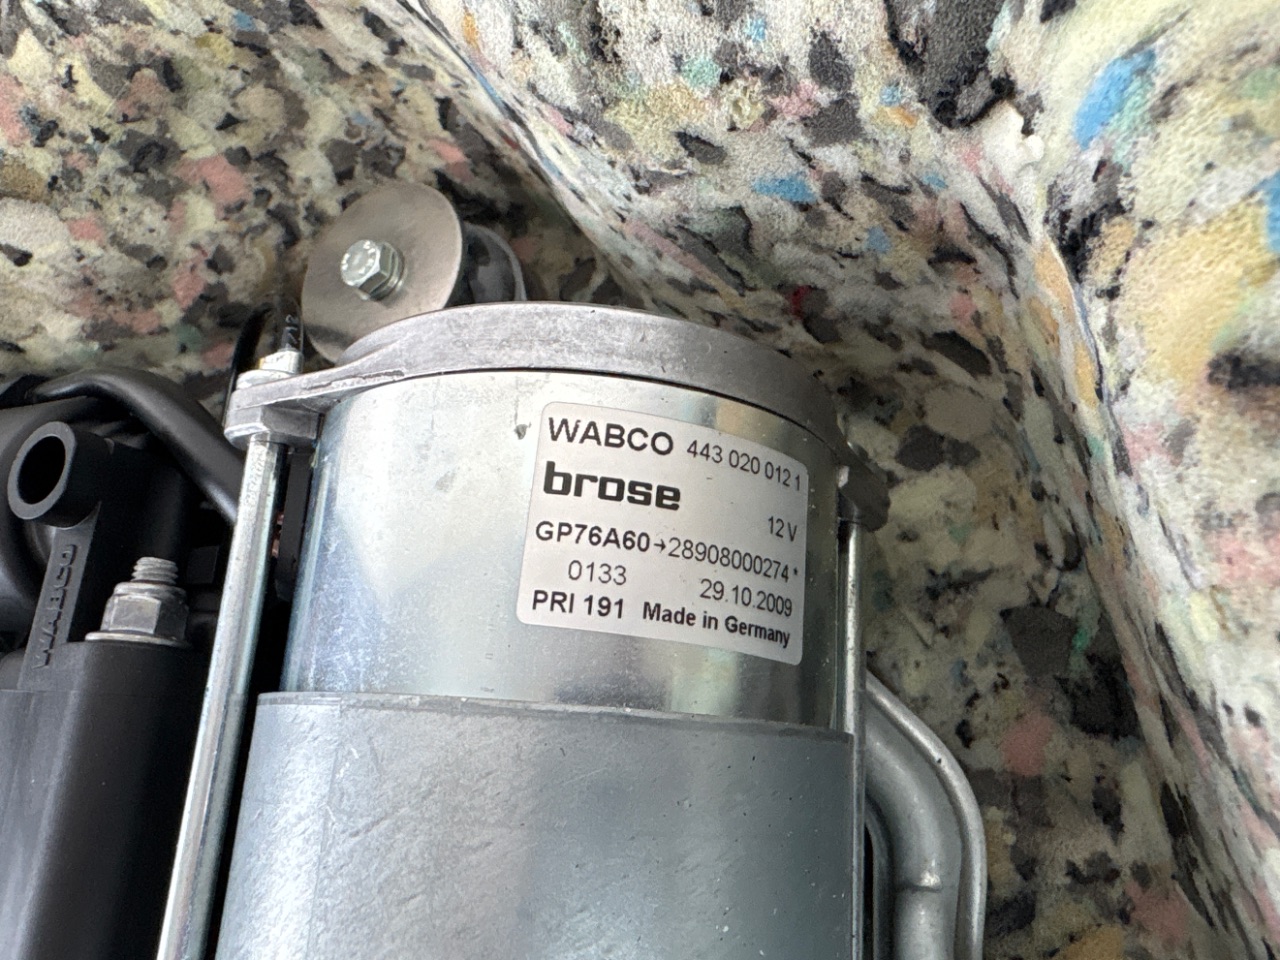 WABCO 443 020 012 1
brose
12 V
GP76A60→28908000274*
0133 29.10.2009
PRI 191 Made in Germany
WABCO